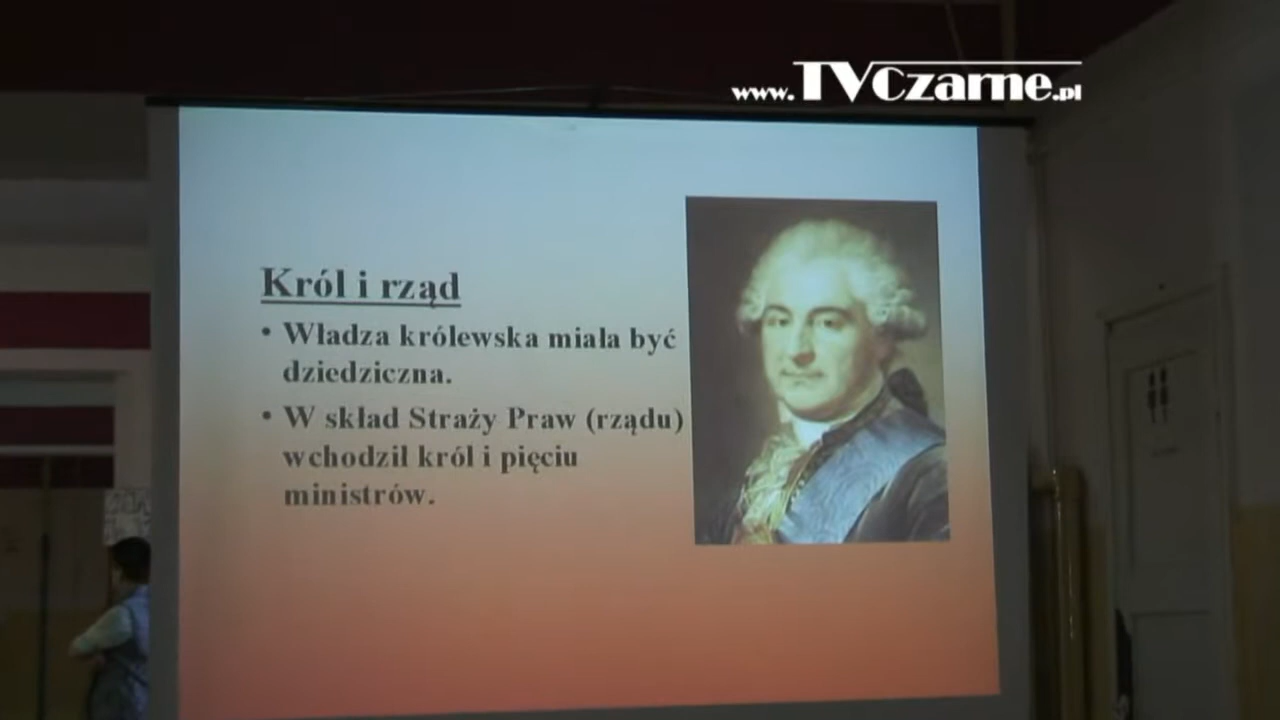 www.TVCzarne.pl
Król i rząd
• Władza królewska miała być
dziedziczna.
• W skład Straży Praw (rządu)
wchodził król i pięciu
ministrów.